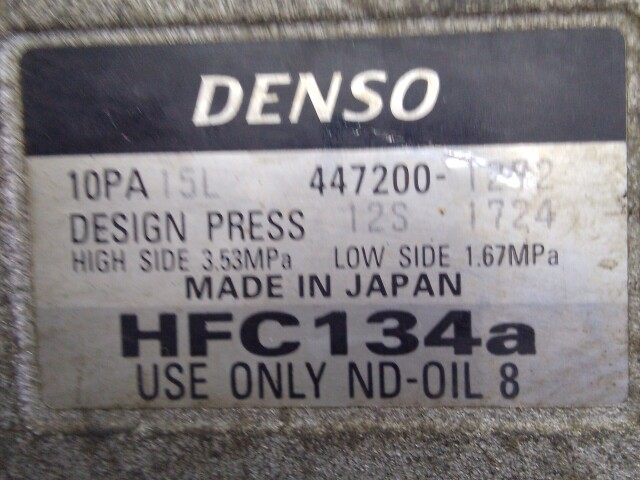 DENSO
10PA 15L 447200-1292
DESIGN PRESS 12S 1724
HIGH SIDE 3.53MPa LOW SIDE 1.67MPa
MADE IN JAPAN
HFC134a
USE ONLY ND-OIL 8